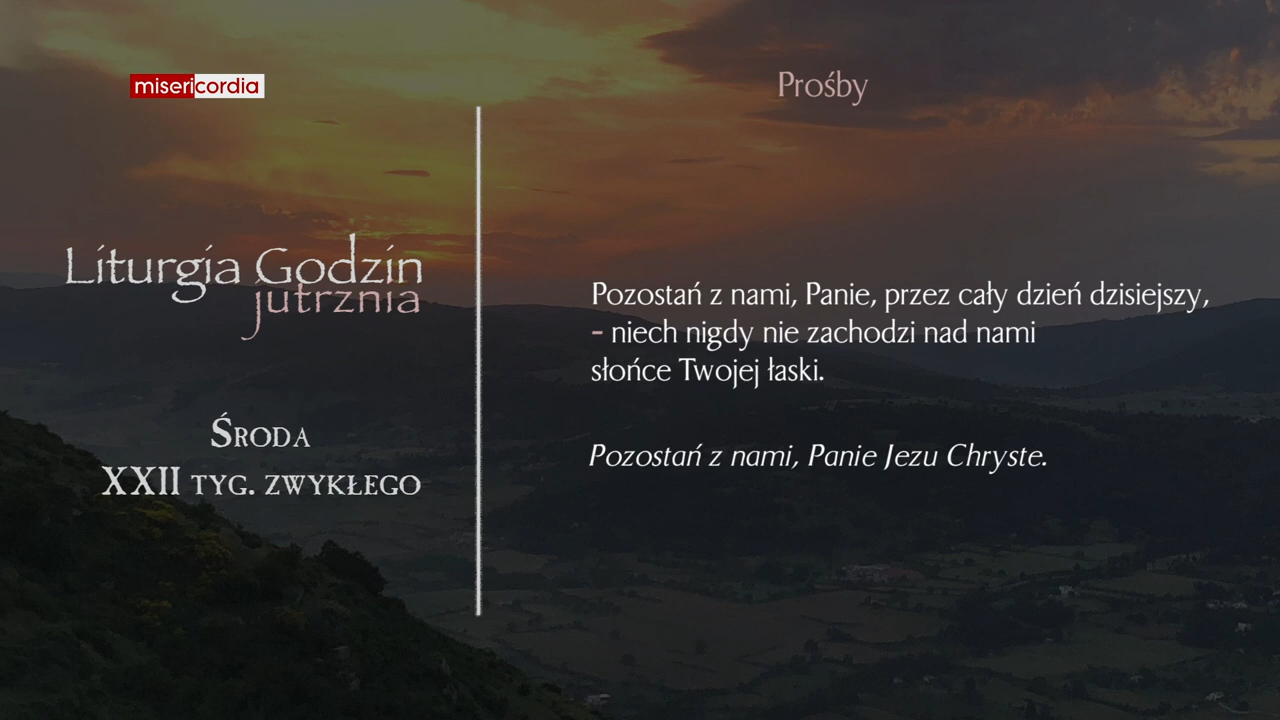 misericordia
Prośby
Liturgia Godzin
jutrznia
Środa
XXII tyg. zwykłego
Pozostań z nami, Panie, przez cały dzień dzisiejszy,
- niech nigdy nie zachodzi nad nami
słońce Twojej łaski.
Pozostań z nami, Panie Jezu Chryste.